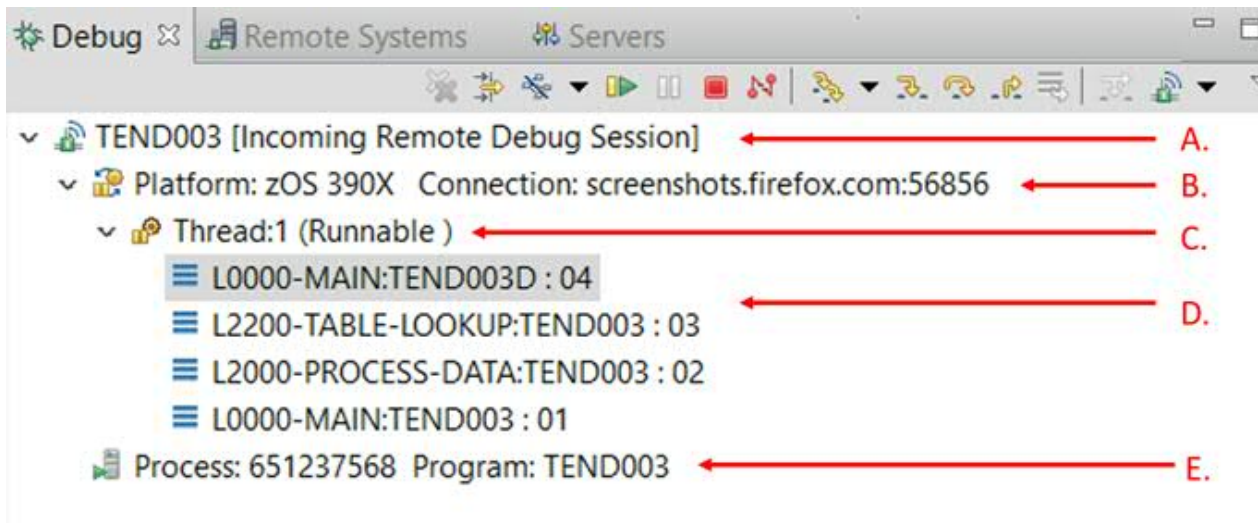 Debug Remote Systems Servers
TEND003 [Incoming Remote Debug Session] A.
Platform: zOS 390X Connection: screenshots.firefox.com:56856 B.
Thread:1 (Runnable ) C.
L0000-MAIN:TEND003D : 04
D.
L2200-TABLE-LOOKUP:TEND003 : 03
L2000-PROCESS-DATA:TEND003 : 02
L0000-MAIN:TEND003 : 01
Process: 651237568 Program: TEND003 E.